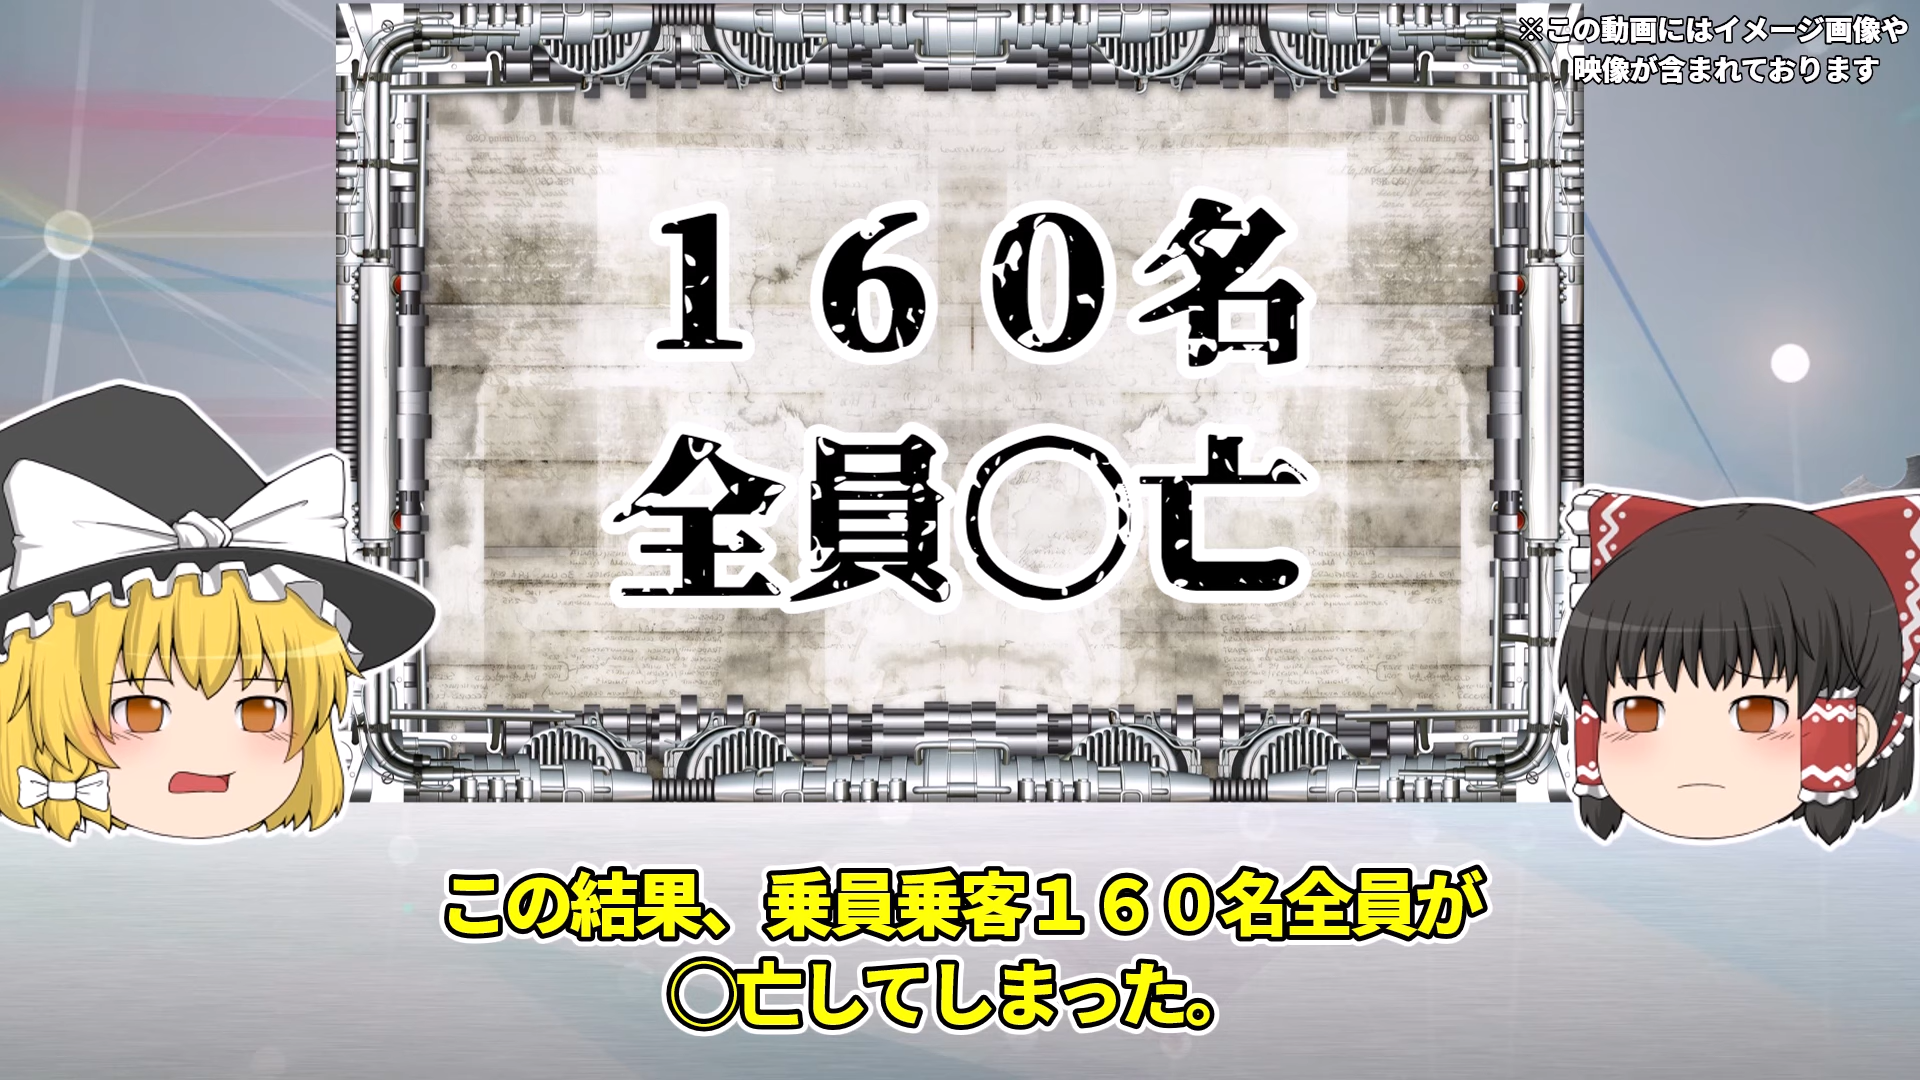 ※この動画にはイメージ画像や
映像が含まれております
１６０名
全員〇亡
この結果、乗員乗客１６０名全員が
〇亡してしまった。